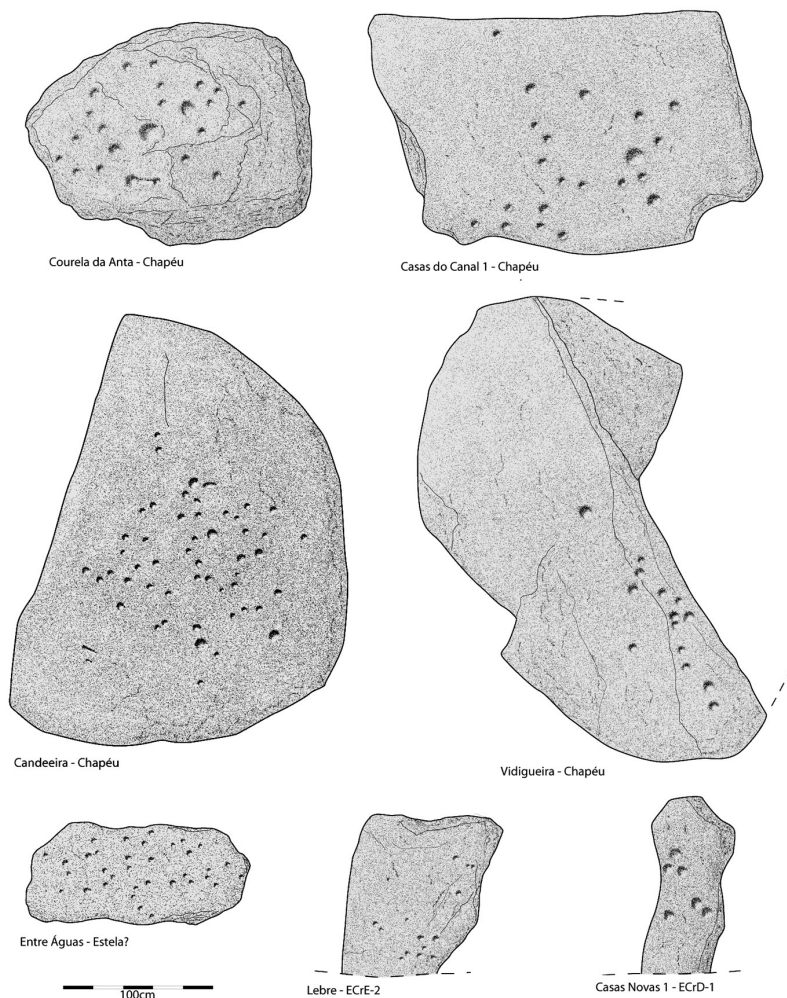 Courela da Anta - Chapéu
Casas do Canal 1 - Chapéu
Candeeira - Chapéu
Vidigueira - Chapéu
Entre Águas - Estela?
100cm
Lebre - ECrE-2
Casas Novas 1 - ECrD-1